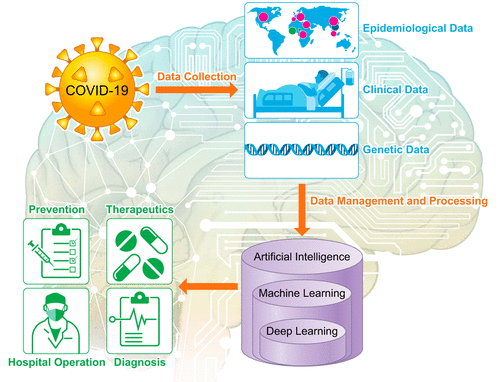 Epidemiological Data
COVID-19
Data Collection
Clinical Data
Genetic Data
Data Management and Processing
Prevention
Therapeutics
Artificial Intelligence
Machine Learning
Deep Learning
Hospital Operation
Diagnosis